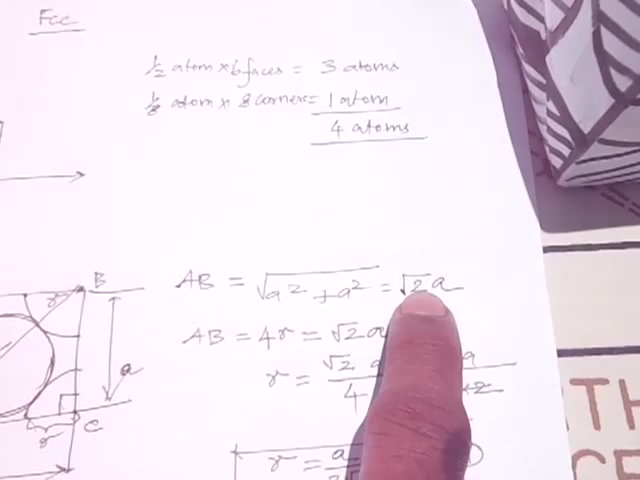 Fcc
1/2 atom × 6 faces = 3 atoms
1/8 atom × 8 corners = 1 atom
4 atoms
B
AB = √a² + a² = √2 a
AB = 4r = √2 a
r
a
r = √2 a / 4
c
r
r = a